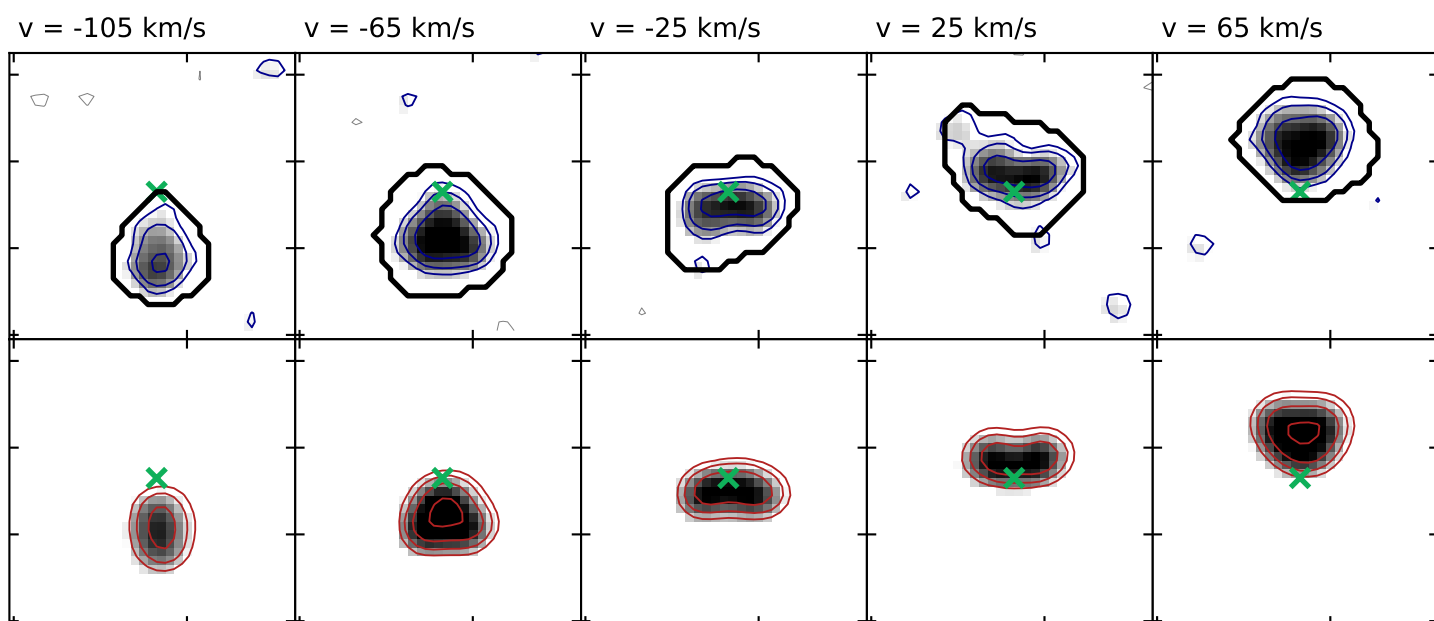 v = -105 km/s v = -65 km/s v = -25 km/s v = 25 km/s v = 65 km/s